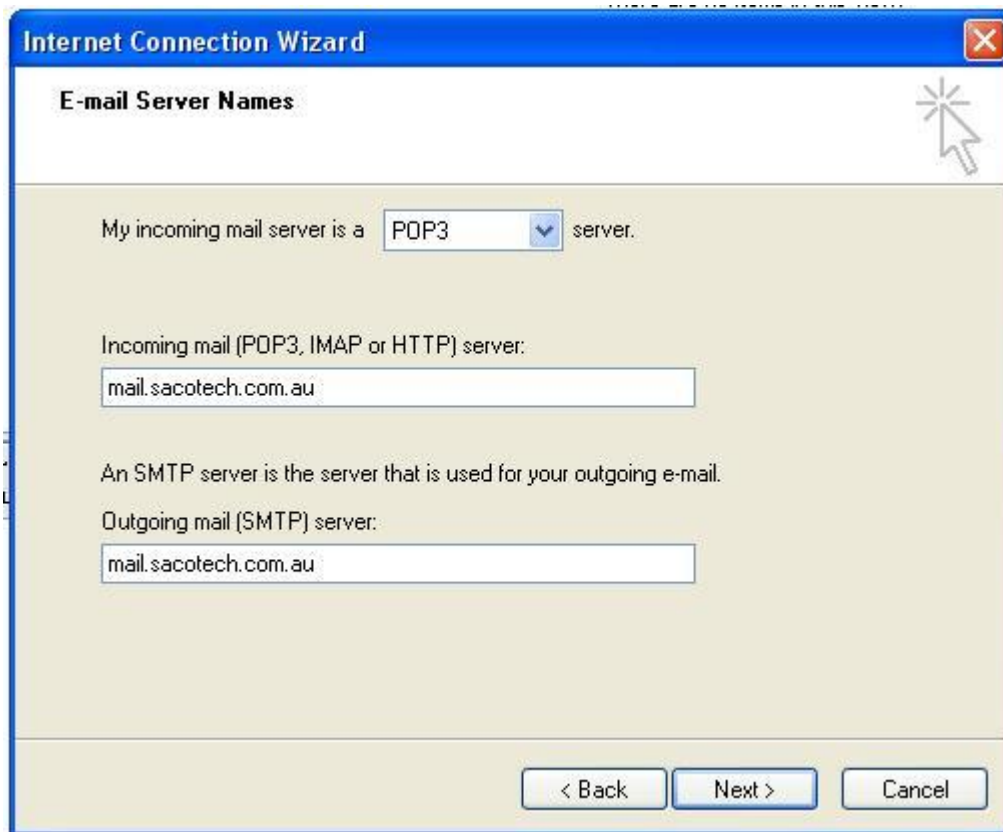 Internet Connection Wizard
E-mail Server Names
My incoming mail server is a POP3 server.
Incoming mail (POP3, IMAP or HTTP) server:
mail.sacotech.com.au
An SMTP server is the server that is used for your outgoing e-mail.
Outgoing mail (SMTP) server:
mail.sacotech.com.au
< Back Next > Cancel